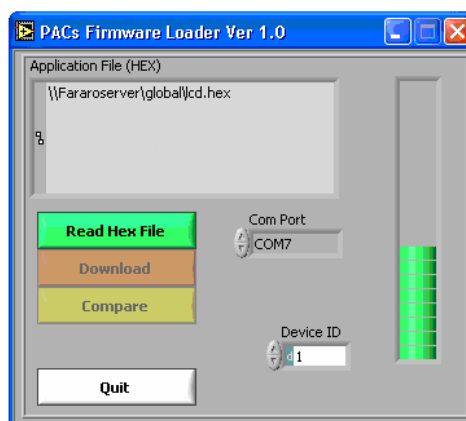 PACs Firmware Loader Ver 1.0
Application File (HEX)
\\Fararoserver\global\lcd.hex
Read Hex File
Com Port
COM7
Download
Compare
Device ID
d 1
Quit